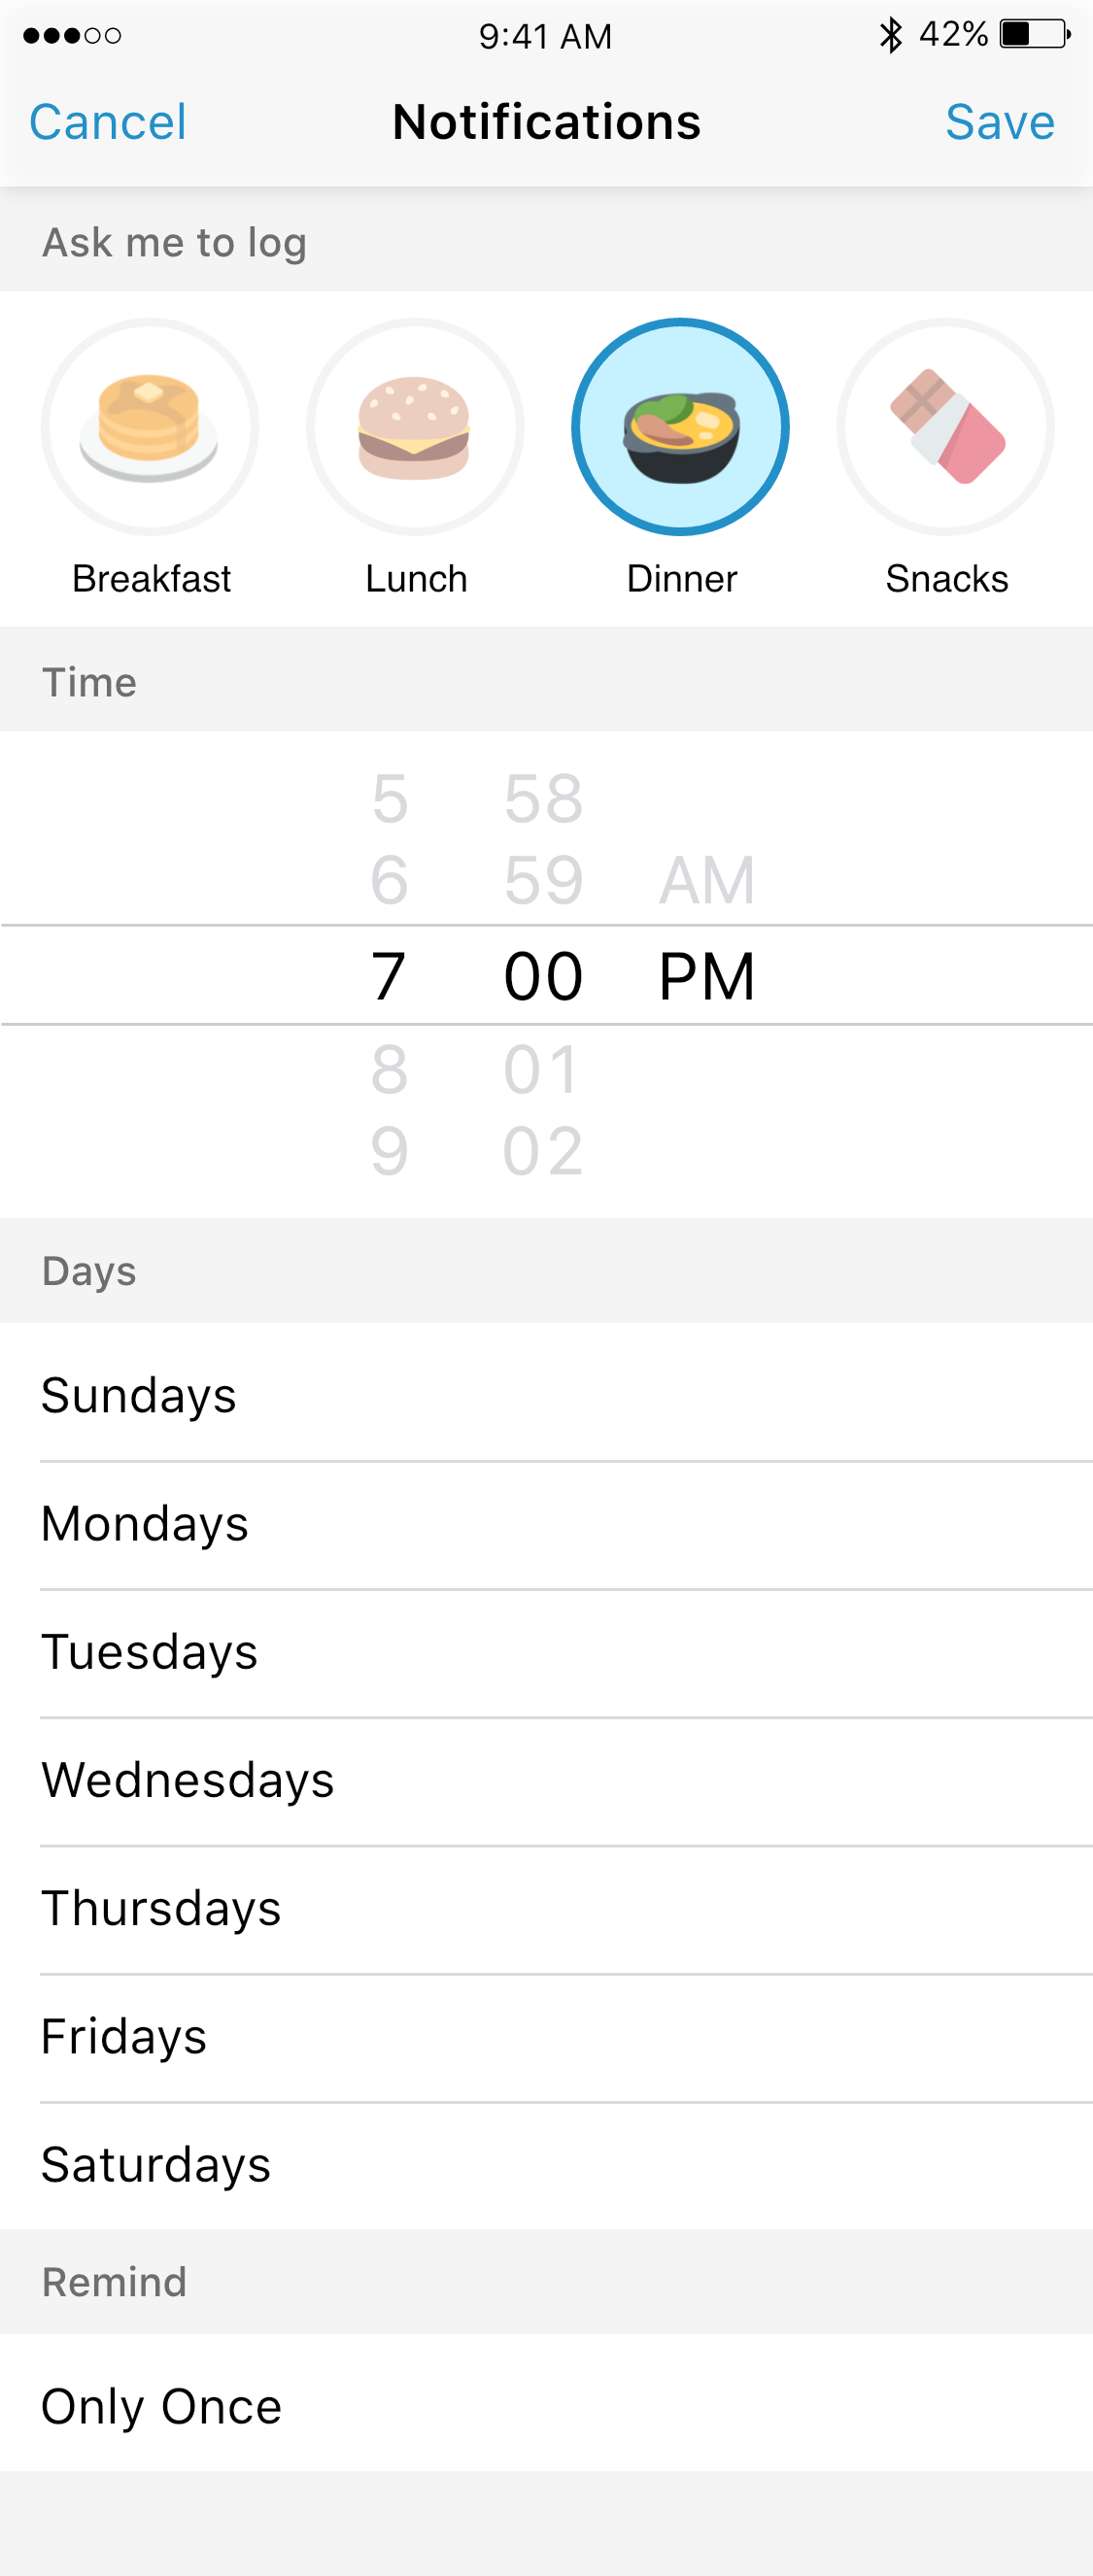 9:41 AM
42%
Cancel
Notifications
Save
Ask me to log
Breakfast
Lunch
Dinner
Snacks
Time
5 58
6 59 AM
7 00 PM
8 01
9 02
Days
Sundays
Mondays
Tuesdays
Wednesdays
Thursdays
Fridays
Saturdays
Remind
Only Once